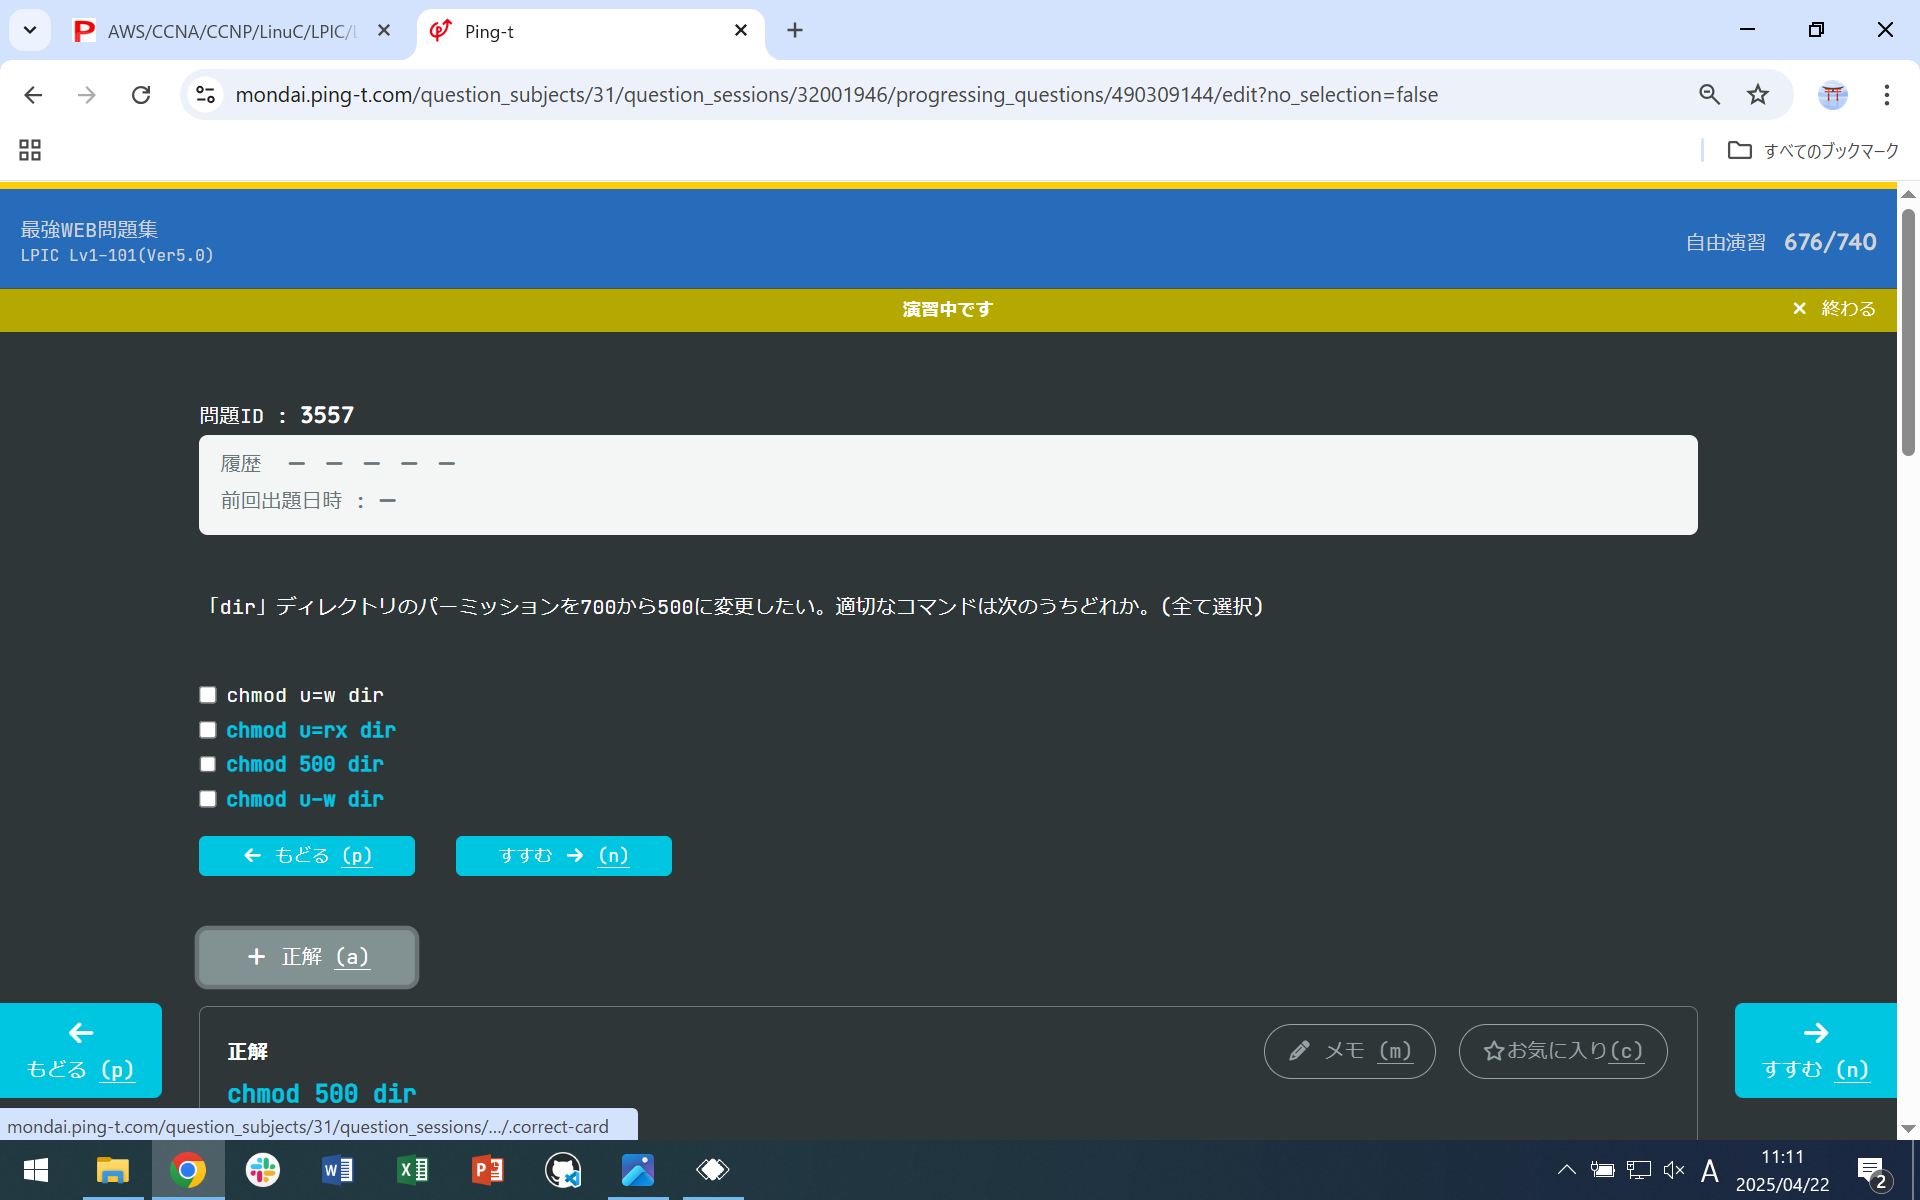 AWS/CCNA/CCNP/LinuC/LPIC/
Ping-t
mondai.ping-t.com/question_subjects/31/question_sessions/32001946/progressing_questions/490309144/edit?no_selection=false
すべてのブックマーク
最強WEB問題集
LPIC Lv1-101(Ver5.0)
自由演習 676/740
演習中です
× 終わる
問題ID : 3557
履歴 ー ー ー ー ー
前回出題日時 : ー
「dir」ディレクトリのパーミッションを700から500に変更したい。適切なコマンドは次のうちどれか。(全て選択)
chmod u=w dir
chmod u=rx dir
chmod 500 dir
chmod u-w dir
← もどる (p)
すすむ → (n)
+ 正解 (a)
正解
メモ (m)
お気に入り(c)
chmod 500 dir
← もどる (p)
→ すすむ (n)
mondai.ping-t.com/question_subjects/31/question_sessions/.../.correct-card
A
11:11
2025/04/22
2